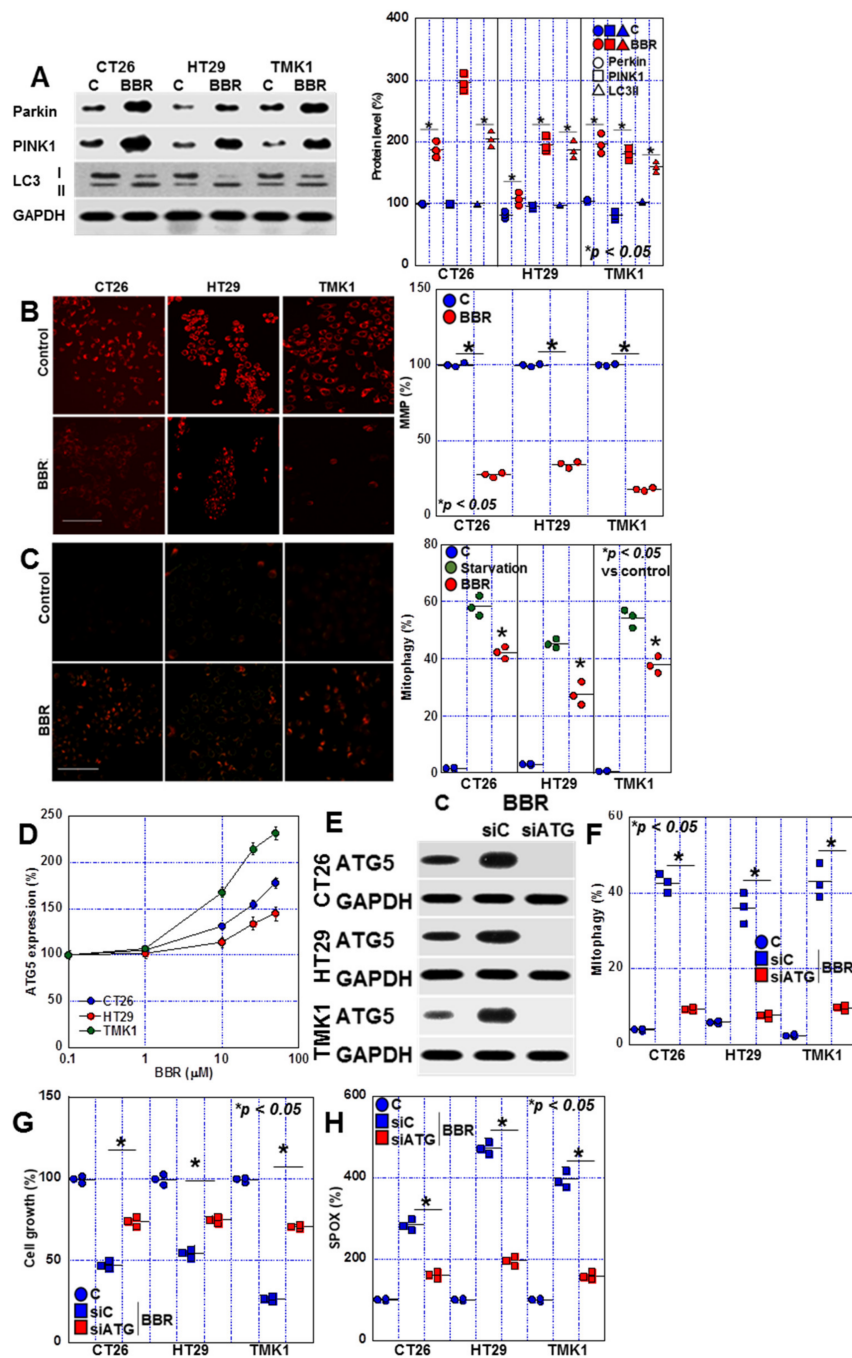 A
CT26 HT29 TMK1
C BBR C BBR C BBR
Parkin
PINK1
LC3 I
II
GAPDH
Protein level (%)
400
300
200
100
0
C
BBR
Perkin
PINK1
LC3II
* * * * * * * *
*p < 0.05
CT26 HT29 TMK1
B
CT26 HT29 TMK1
Control
BBR
MMP (%)
150
100
50
0
C
BBR
* * *
*p < 0.05
CT26 HT29 TMK1
C
Control
BBR
Mitophagy (%)
80
60
40
20
0
C
Starvation
BBR
*p < 0.05
vs control
* * *
CT26 HT29 TMK1
D
ATG5 expression (%)
250
200
150
100
50
0
CT26
HT29
TMK1
0.1 1 10 100
BBR (μM)
E
C BBR
siC siATG
CT26 ATG5
GAPDH
HT29 ATG5
GAPDH
TMK1 ATG5
GAPDH
F
Mitophagy (%)
60
40
20
0
*p < 0.05
* * *
C
siC
siATG
BBR
CT26 HT29 TMK1
G
Cell growth (%)
150
100
50
0
*p < 0.05
* * *
C
siC
siATG
BBR
CT26 HT29 TMK1
H
SPOX (%)
600
400
200
0
C
siC
siATG
BBR
*p < 0.05
* * *
CT26 HT29 TMK1